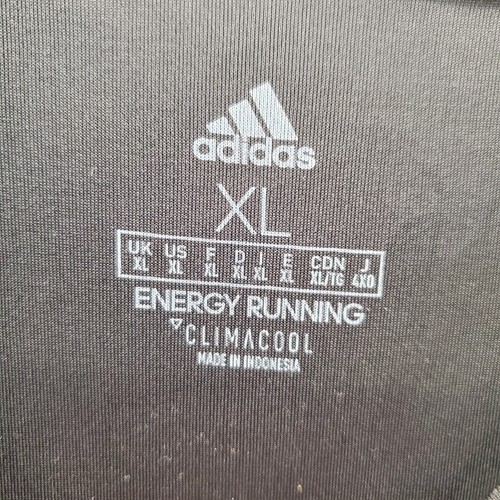 adidas
XL
UK US F D I E CDN J
XL XL XL XL XL XL XL/TG 4XO
ENERGY RUNNING
CLIMACOOL
MADE IN INDONESIA